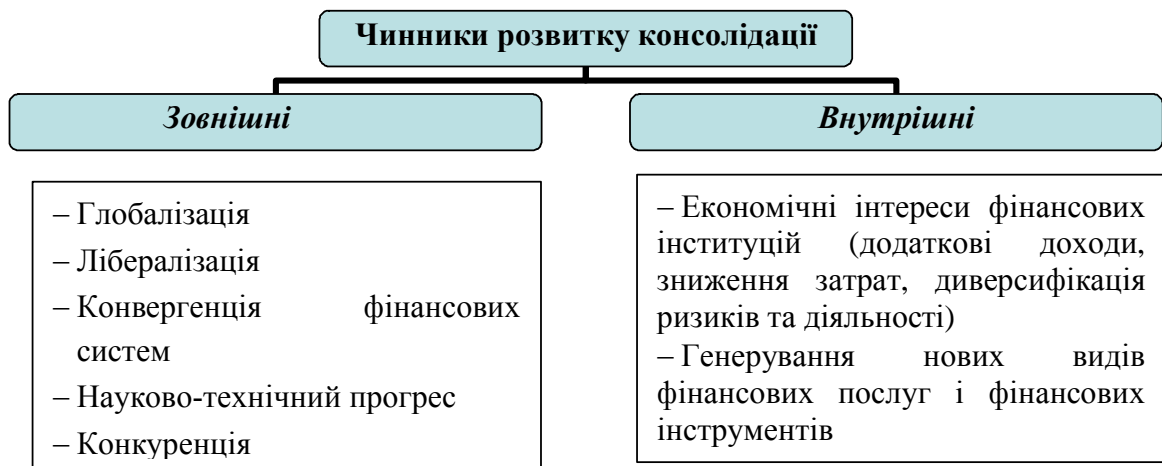 Чинники розвитку консолідації
Зовнішні
Внутрішні
– Глобалізація
– Лібералізація
– Конвергенція фінансових
систем
– Науково-технічний прогрес
– Конкуренція
– Економічні інтереси фінансових
інституцій (додаткові доходи,
зниження затрат, диверсифікація
ризиків та діяльності)
– Генерування нових видів
фінансових послуг і фінансових
інструментів